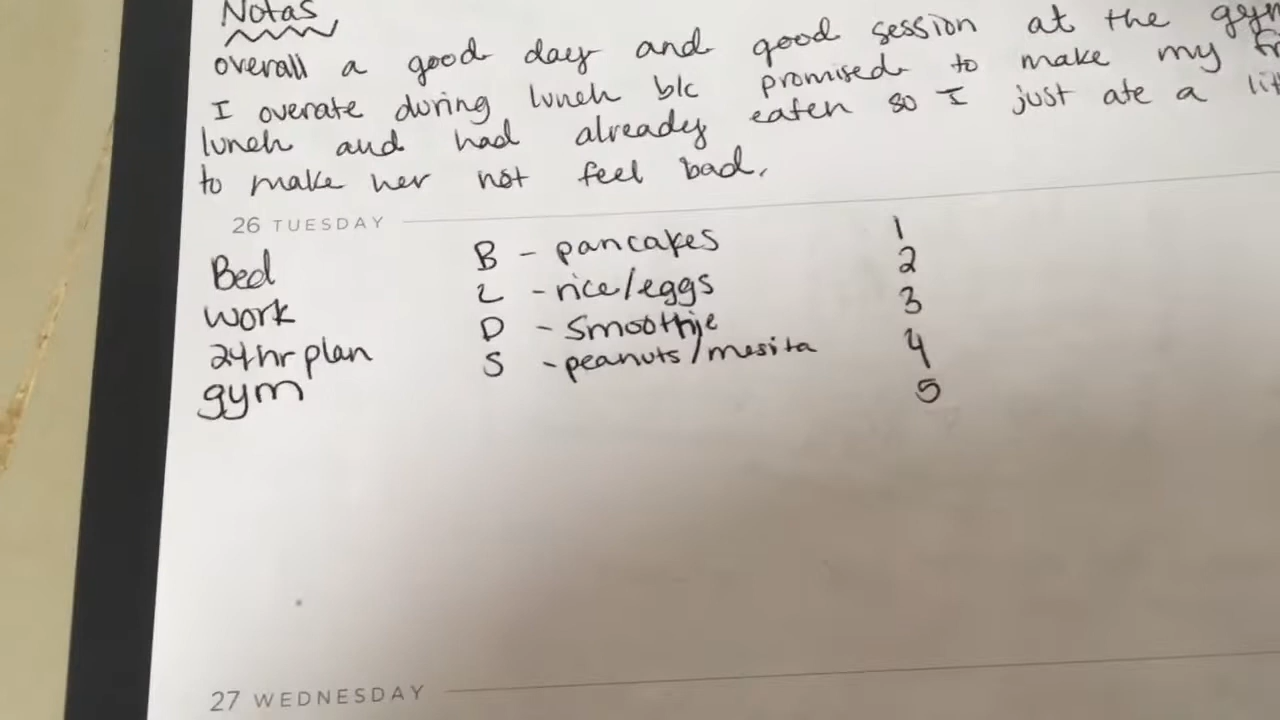 Notas
overall a good day and good session at the gym
I overate during lunch b/c promised to make my
lunch and had already eaten so I just ate a
to make her not feel bad.
26 TUESDAY
Bed B - pancakes 1
work L - rice/eggs 2
24hr plan D - Smoothie 3
gym S - peanuts/mesita 4
5
27 WEDNESDAY